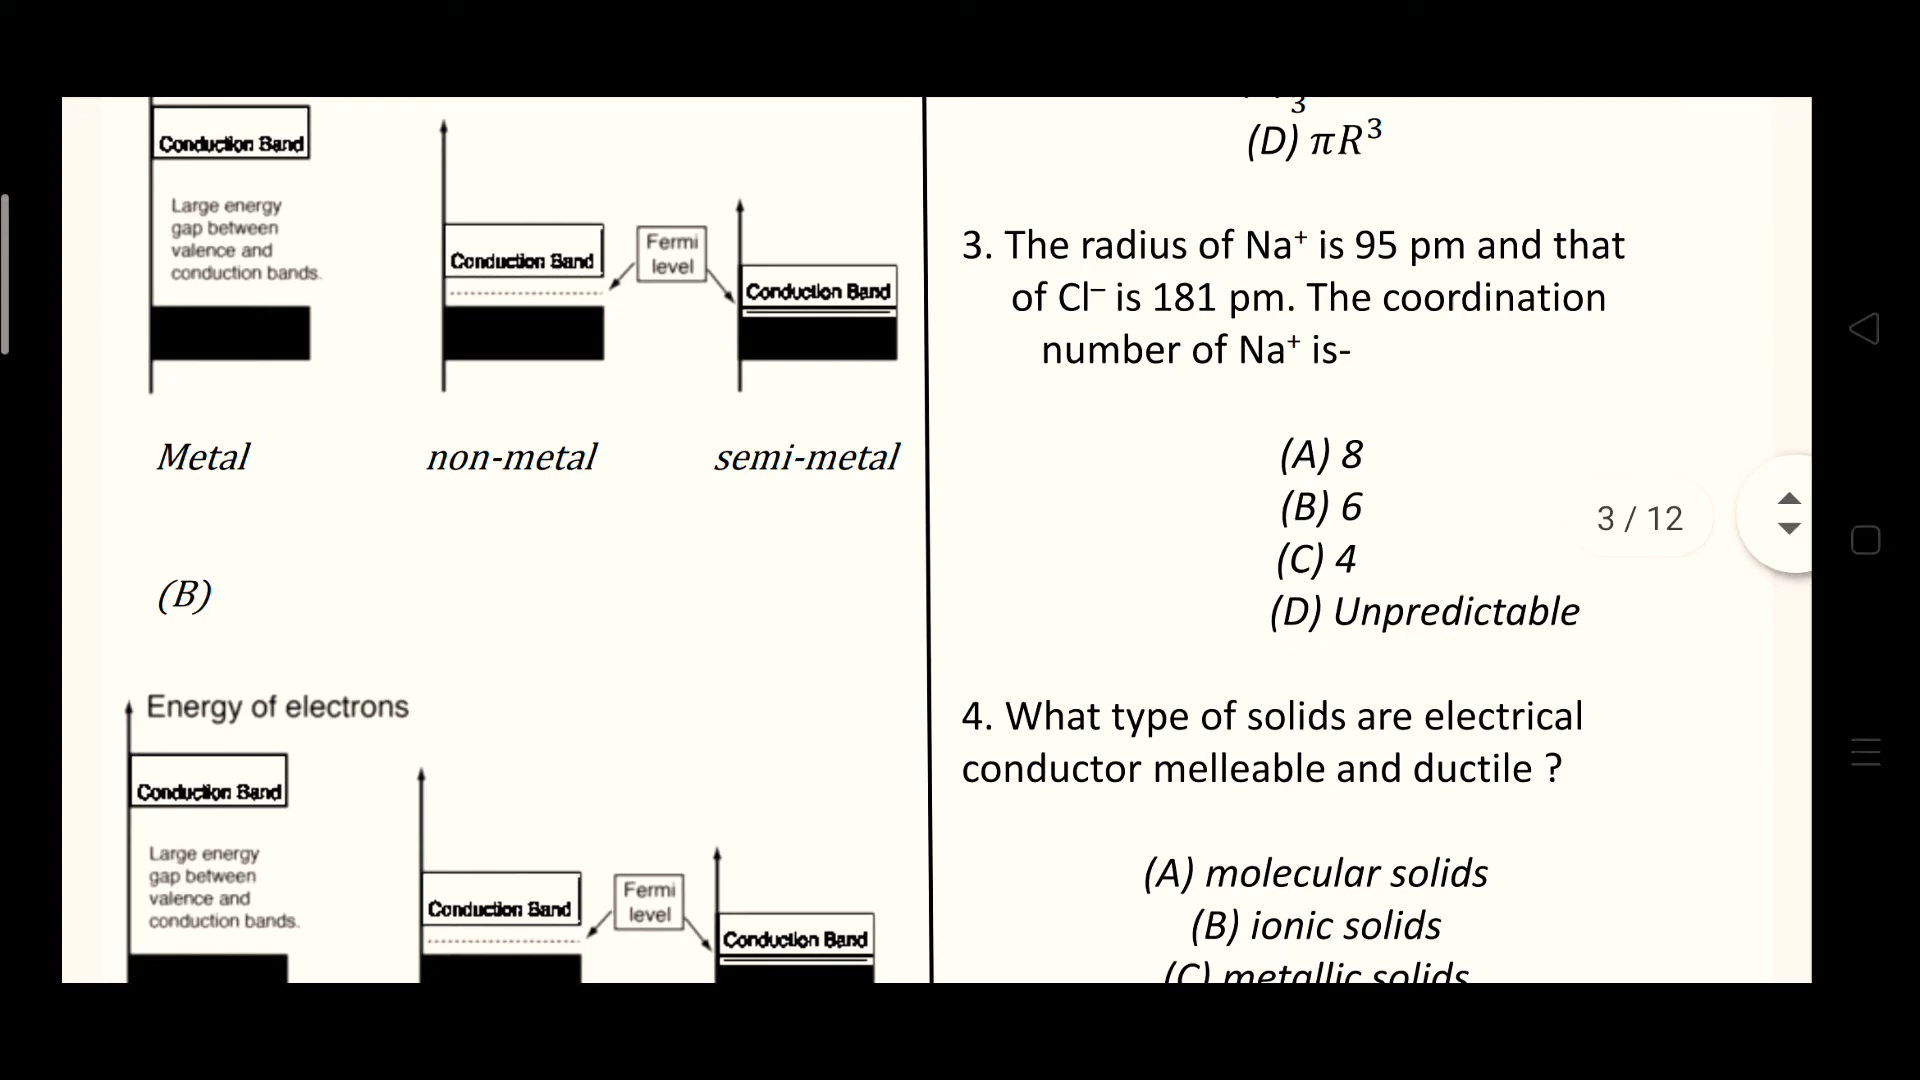 Conduction Band
Large energy
gap between
valence and
conduction bands.
Conduction Band
Fermi
level
Conduction Band
Metal
non-metal
semi-metal
(B)
Energy of electrons
Conduction Band
Large energy
gap between
valence and
conduction bands.
Conduction Band
Fermi
level
Conduction Band
3
(D) πR³
3. The radius of Na⁺ is 95 pm and that
of Cl⁻ is 181 pm. The coordination
number of Na⁺ is-
(A) 8
(B) 6
(C) 4
(D) Unpredictable
3 / 12
4. What type of solids are electrical
conductor melleable and ductile ?
(A) molecular solids
(B) ionic solids
(C) metallic solids